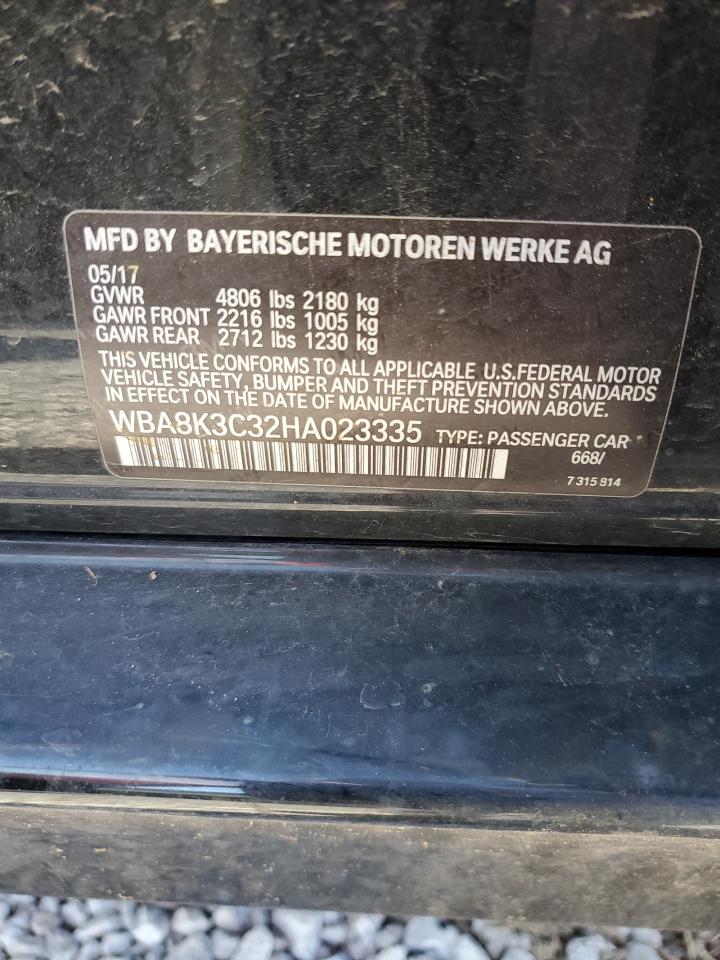 MFD BY BAYERISCHE MOTOREN WERKE AG
05/17
GVWR 4806 lbs 2180 kg
GAWR FRONT 2216 lbs 1005 kg
GAWR REAR 2712 lbs 1230 kg
THIS VEHICLE CONFORMS TO ALL APPLICABLE U.S.FEDERAL MOTOR
VEHICLE SAFETY, BUMPER AND THEFT PREVENTION STANDARDS
IN EFFECT ON THE DATE OF MANUFACTURE SHOWN ABOVE.
WBA8K3C32HA023335 TYPE: PASSENGER CAR
668/
7 315 814